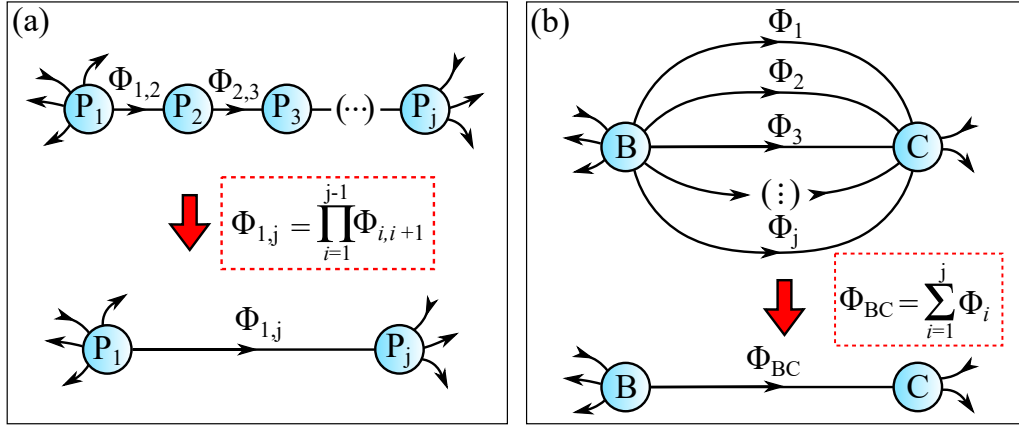 (a)
Φ1,2 Φ2,3
P1 P2 P3 (···) Pj
Φ1,j = ∏ j-1 i=1 Φi,i+1
Φ1,j
P1 Pj
(b)
Φ1
Φ2
Φ3
B C
(⋮)
Φj
ΦBC = ∑ j i=1 Φi
ΦBC
B C